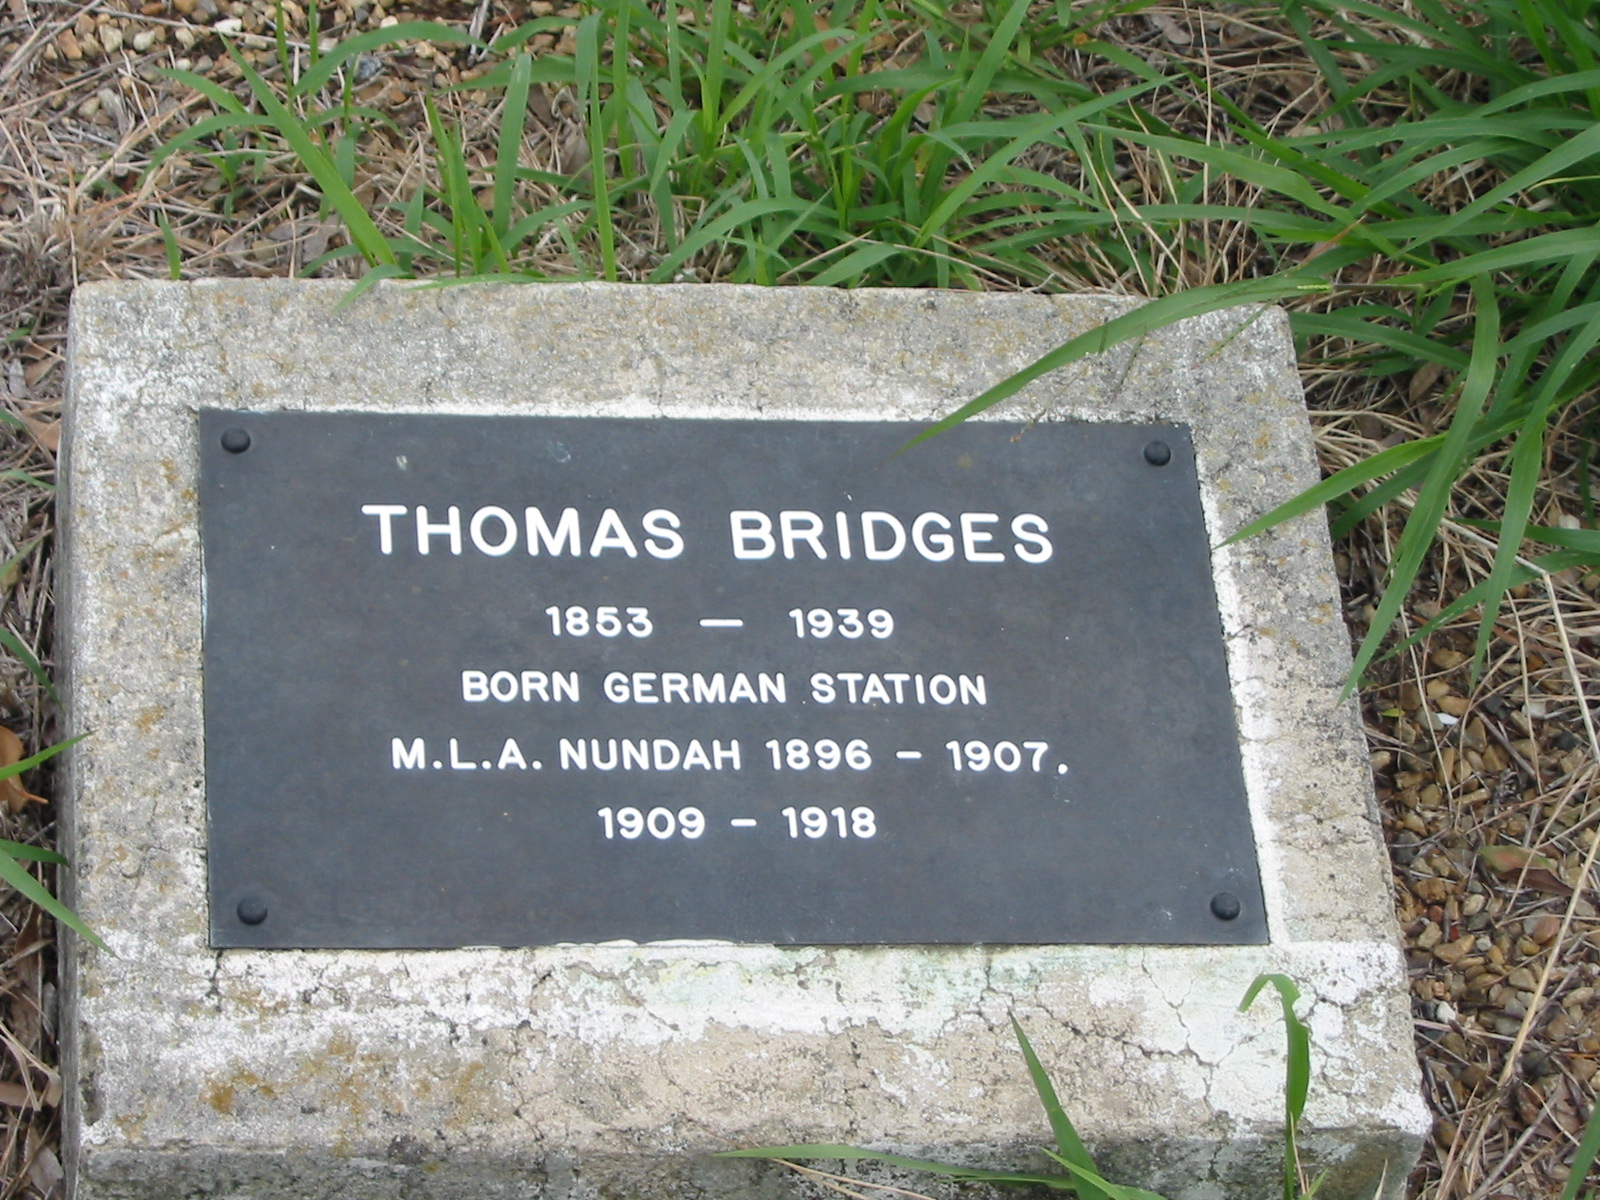 THOMAS BRIDGES
1853 — 1939
BORN GERMAN STATION
M.L.A. NUNDAH 1896 – 1907.
1909 – 1918